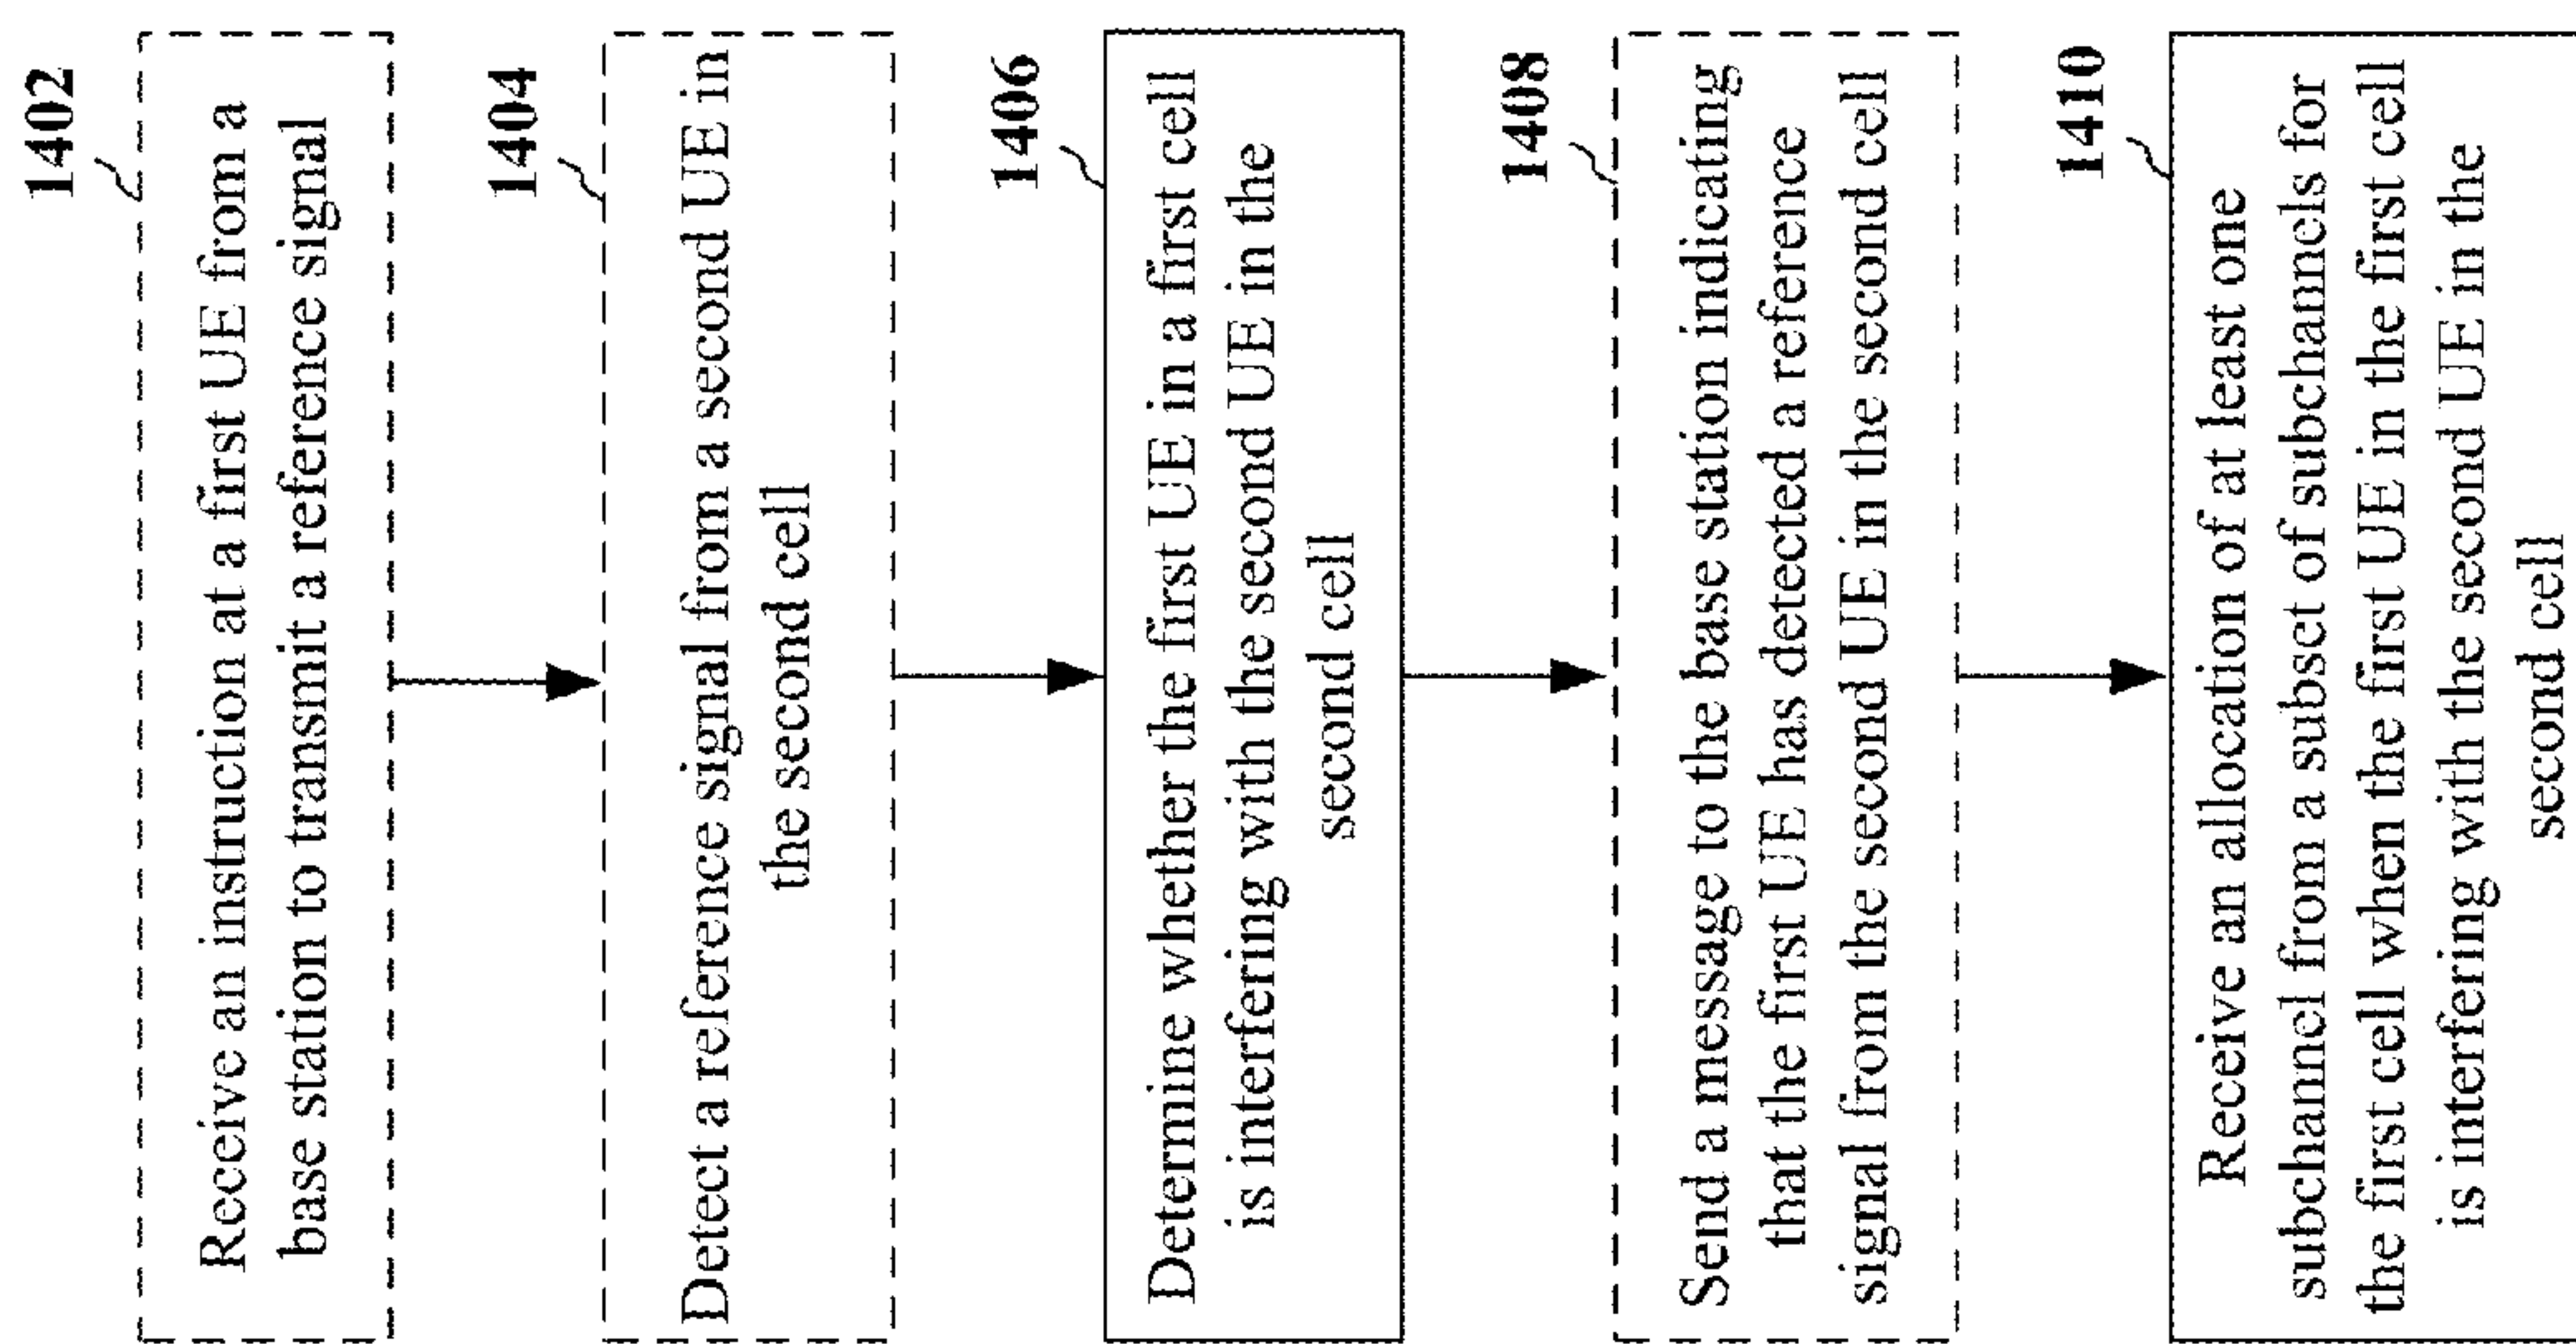 1402
Receive an instruction at a first UE from a
base station to transmit a reference signal
1404
Detect a reference signal from a second UE in
the second cell
1406
Determine whether the first UE in a first cell
is interfering with the second UE in the
second cell
1408
Send a message to the base station indicating
that the first UE has detected a reference
signal from the second UE in the second cell
1410
Receive an allocation of at least one
subchannel from a subset of subchannels for
the first cell when the first UE in the first cell
is interfering with the second UE in the
second cell